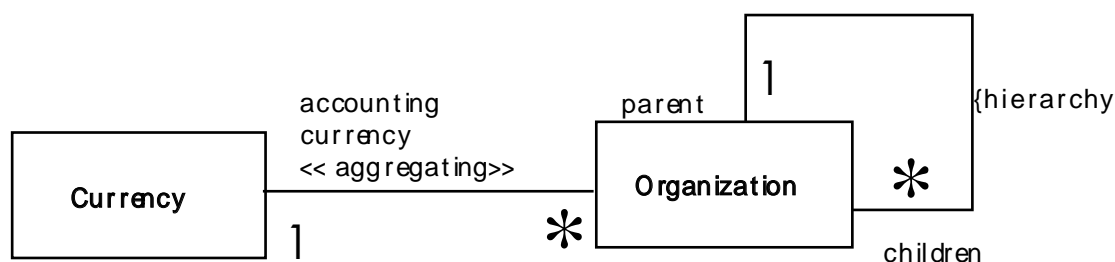 accounting
currency
<< aggregating>>
Currency
1
*
parent
1
{hierarchy
Organization
*
children